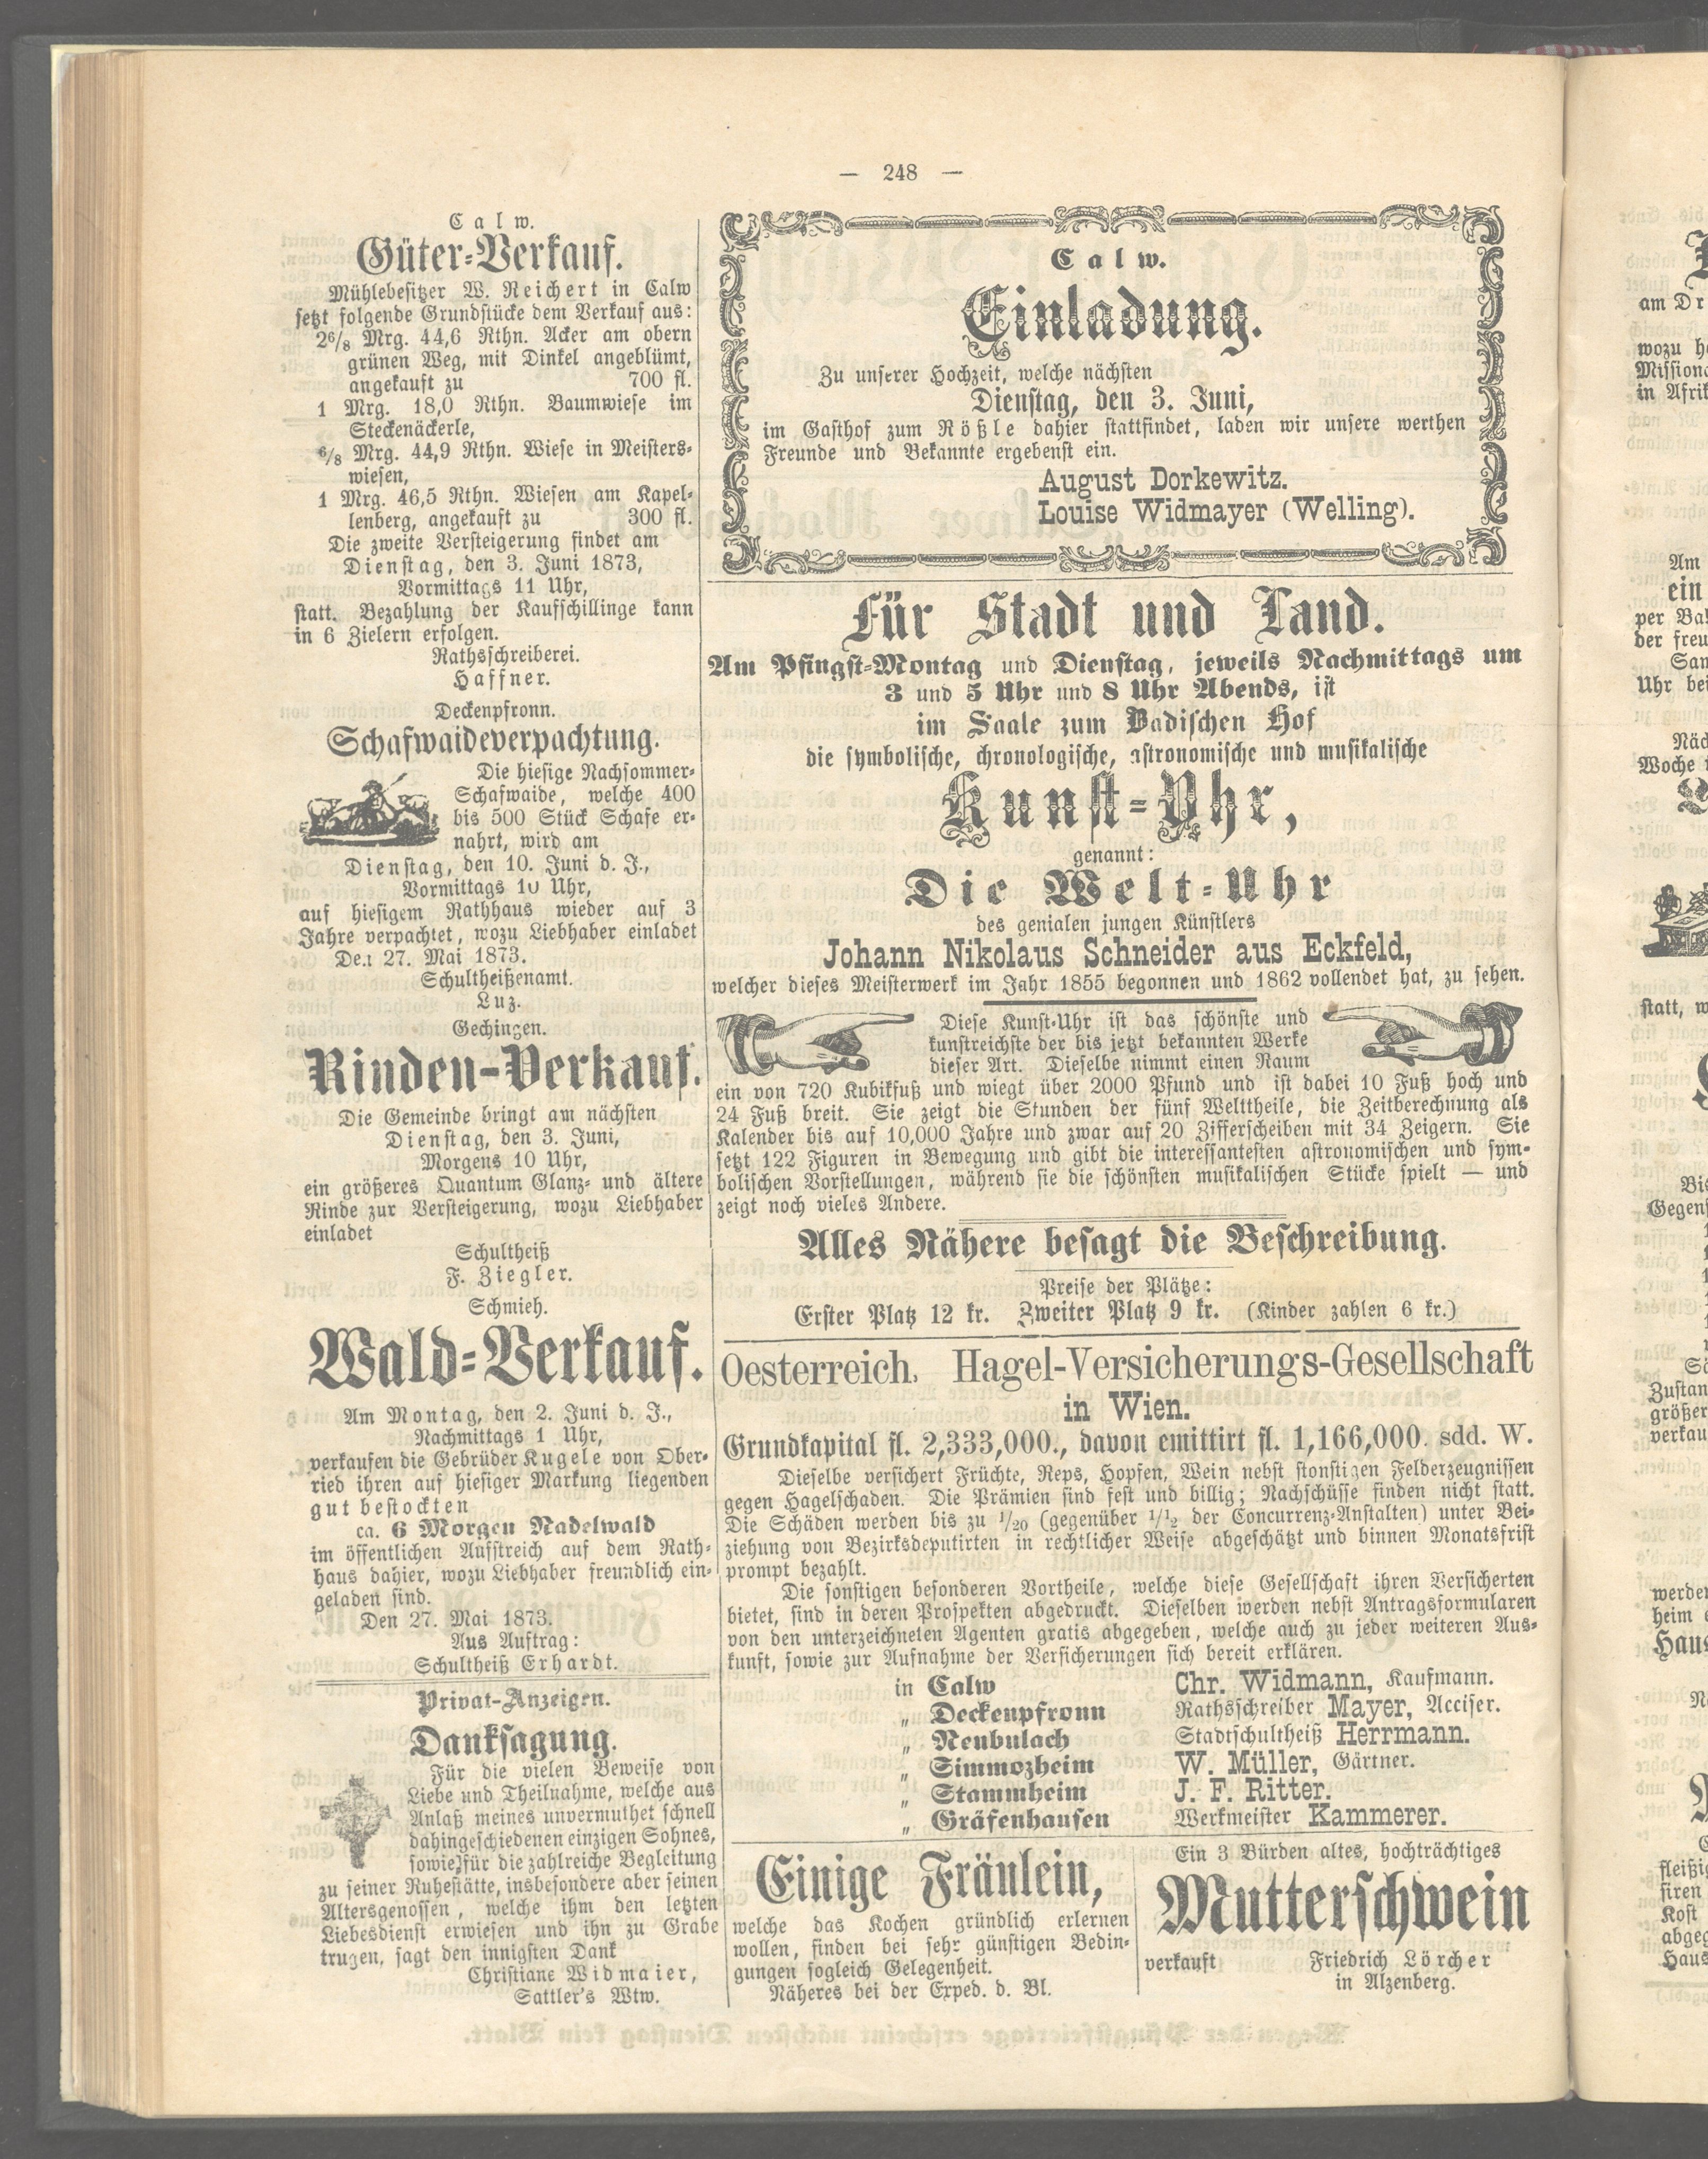 — 248 —
Calw.
Güter-Verkauf.
Mühlebesitzer W. Reichert in Calw
setzt folgende Grundstücke dem Verkauf aus:
2 6/8 Mrg. 44,6 Rthn. Acker am obern
grünen Weg, mit Dinkel angeblümt,
angekauft zu 700 fl.
1 Mrg. 18,0 Rthn. Baumwiese im
Steckenäckerle,
6/8 Mrg. 44,9 Rthn. Wiese in Meisters-
wiesen,
1 Mrg. 46,5 Rthn. Wiesen am Kapel-
lenberg, angekauft zu 300 fl.
Die zweite Versteigerung findet am
Dienstag, den 3. Juni 1873,
Vormittags 11 Uhr,
statt. Bezahlung der Kaufschillinge kann
in 6 Zielern erfolgen.
Rathsschreiberei.
Haffner.
Deckenpfronn.
Schafwaideverpachtung.
Die hiesige Nachsommer-
Schafwaide, welche 400
bis 500 Stück Schafe er-
nahrt, wird am
Dienstag, den 10. Juni d. J.,
Vormittags 10 Uhr,
auf hiesigem Rathhaus wieder auf 3
Jahre verpachtet, wozu Liebhaber einladet
Den 27. Mai 1873.
Schultheißenamt.
Luz.
Gechingen.
Rinden-Verkauf.
Die Gemeinde bringt am nächsten
Dienstag, den 3. Juni,
Morgens 10 Uhr,
ein größeres Quantum Glanz- und ältere
Rinde zur Versteigerung, wozu Liebhaber
einladet
Schultheiß
F. Ziegler.
Schmieh.
Wald-Verkauf.
Am Montag, den 2. Juni d. J.,
Nachmittags 1 Uhr,
verkaufen die Gebrüder Kugele von Ober-
ried ihren auf hiesiger Markung liegenden
gut bestockten
ca. 6 Morgen Nadelwald
im öffentlichen Aufstreich auf dem Rath-
haus dahier, wozu Liebhaber freundlich ein-
geladen sind.
Den 27. Mai 1873.
Aus Auftrag:
Schultheiß Erhardt.
Privat-Anzeigen.
Danksagung.
Für die vielen Beweise von
Liebe und Theilnahme, welche aus
Anlaß meines unvermuthet schnell
dahingeschiedenen einzigen Sohnes,
sowie für die zahlreiche Begleitung
zu seiner Ruhestätte, insbesondere aber seinen
Altersgenossen, welche ihm den letzten
Liebesdienst erwiesen und ihn zu Grabe
trugen, sagt den innigsten Dank
Christiane Widmaier,
Sattler's Wtw.
Calw.
Einladung.
Zu unserer Hochzeit, welche nächsten
Dienstag, den 3. Juni,
im Gasthof zum Rößle dahier stattfindet, laden wir unsere werthen
Freunde und Bekannte ergebenst ein.
August Dorkewitz.
Louise Widmayer (Welling).
Für Stadt und Land.
Am Pfingst-Montag und Dienstag, jeweils Nachmittags um
3 und 5 Uhr und 8 Uhr Abends, ist
im Saale zum Badischen Hof
die symbolische, chronologische, astronomische und musikalische
Kunst-Uhr,
genannt:
Die Welt-Uhr
des genialen jungen Künstlers
Johann Nikolaus Schneider aus Eckfeld,
welcher dieses Meisterwerk im Jahr 1855 begonnen und 1862 vollendet hat, zu sehen.
Diese Kunst-Uhr ist das schönste und
kunstreichste der bis jetzt bekannten Werke
dieser Art. Dieselbe nimmt einen Raum
ein von 720 Kubikfuß und wiegt über 2000 Pfund und ist dabei 10 Fuß hoch und
24 Fuß breit. Sie zeigt die Stunden der fünf Welttheile, die Zeitberechnung als
Kalender bis auf 10,000 Jahre und zwar auf 20 Zifferscheiben mit 34 Zeigern. Sie
setzt 122 Figuren in Bewegung und gibt die interessantesten astronomischen und sym-
bolischen Vorstellungen, während sie die schönsten musikalischen Stücke spielt — und
zeigt noch vieles Andere.
Alles Nähere besagt die Beschreibung.
Preise der Plätze:
Erster Platz 12 kr. Zweiter Platz 9 kr. (Kinder zahlen 6 kr.)
Oesterreich. Hagel-Versicherungs-Gesellschaft
in Wien.
Grundkapital fl. 2,333,000., davon emittirt fl. 1,166,000. sdd. W.
Dieselbe versichert Früchte, Reps, Hopfen, Wein nebst stonstigen Felderzeugnissen
gegen Hagelschaden. Die Prämien sind fest und billig; Nachschüsse finden nicht statt.
Die Schäden werden bis zu 1/20 (gegenüber 1/12 der Concurrenz-Anstalten) unter Bei-
ziehung von Bezirksdeputirten in rechtlicher Weise abgeschätzt und binnen Monatsfrist
prompt bezahlt.
Die sonstigen besonderen Vortheile, welche diese Gesellschaft ihren Versicherten
bietet, sind in deren Prospekten abgedruckt. Dieselben werden nebst Antragsformularen
von den unterzeichneten Agenten gratis abgegeben, welche auch zu jeder weiteren Aus-
kunft, sowie zur Aufnahme der Versicherungen sich bereit erklären.
in Calw Chr. Widmann, Kaufmann.
„ Deckenpfronn Rathsschreiber Mayer, Acciser.
„ Neubulach Stadtschultheiß Herrmann.
„ Simmozheim W. Müller, Gärtner.
„ Stammheim J. F. Ritter.
„ Gräfenhausen Werkmeister Kammerer.
Einige Fräulein,
welche das Kochen gründlich erlernen
wollen, finden bei sehr günstigen Bedin-
gungen sogleich Gelegenheit.
Näheres bei der Exped. d. Bl.
Ein 3 Bürden altes, hochträchtiges
Mutterschwein
verkauft Friedrich Lörcher
in Alzenberg.